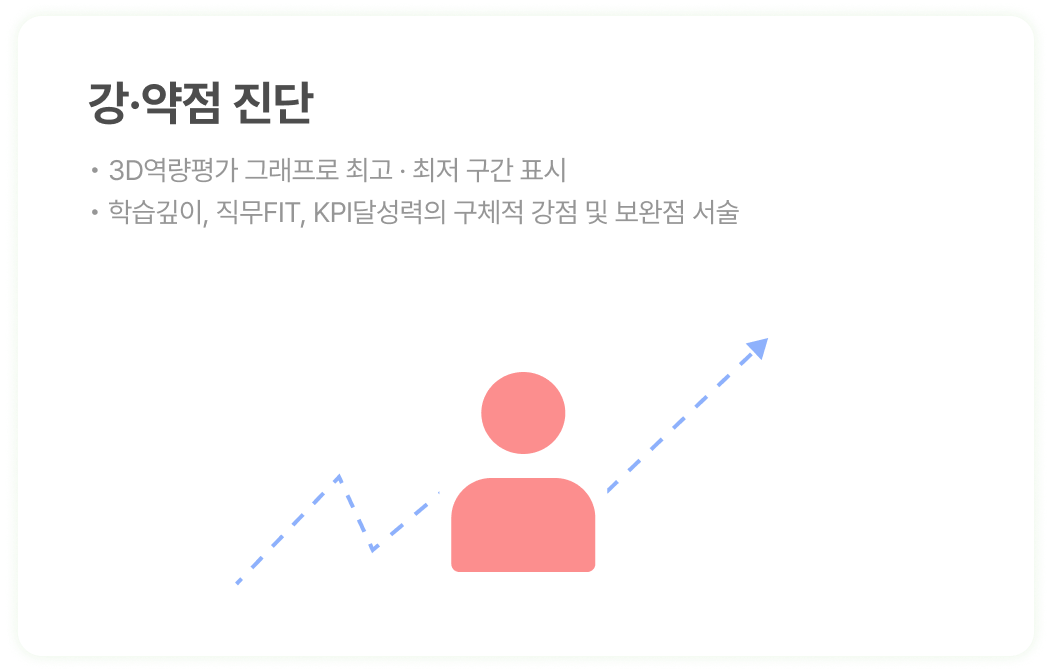 강·약점 진단
• 3D역량평가 그래프로 최고 · 최저 구간 표시
• 학습깊이, 직무FIT, KPI달성력의 구체적 강점 및 보완점 서술